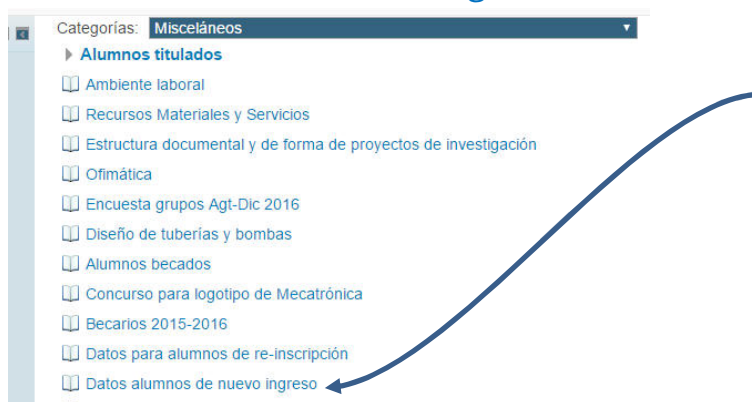 Categorías: Misceláneos
Alumnos titulados
Ambiente laboral
Recursos Materiales y Servicios
Estructura documental y de forma de proyectos de investigación
Ofimática
Encuesta grupos Agt-Dic 2016
Diseño de tuberías y bombas
Alumnos becados
Concurso para logotipo de Mecatrónica
Becarios 2015-2016
Datos para alumnos de re-inscripción
Datos alumnos de nuevo ingreso